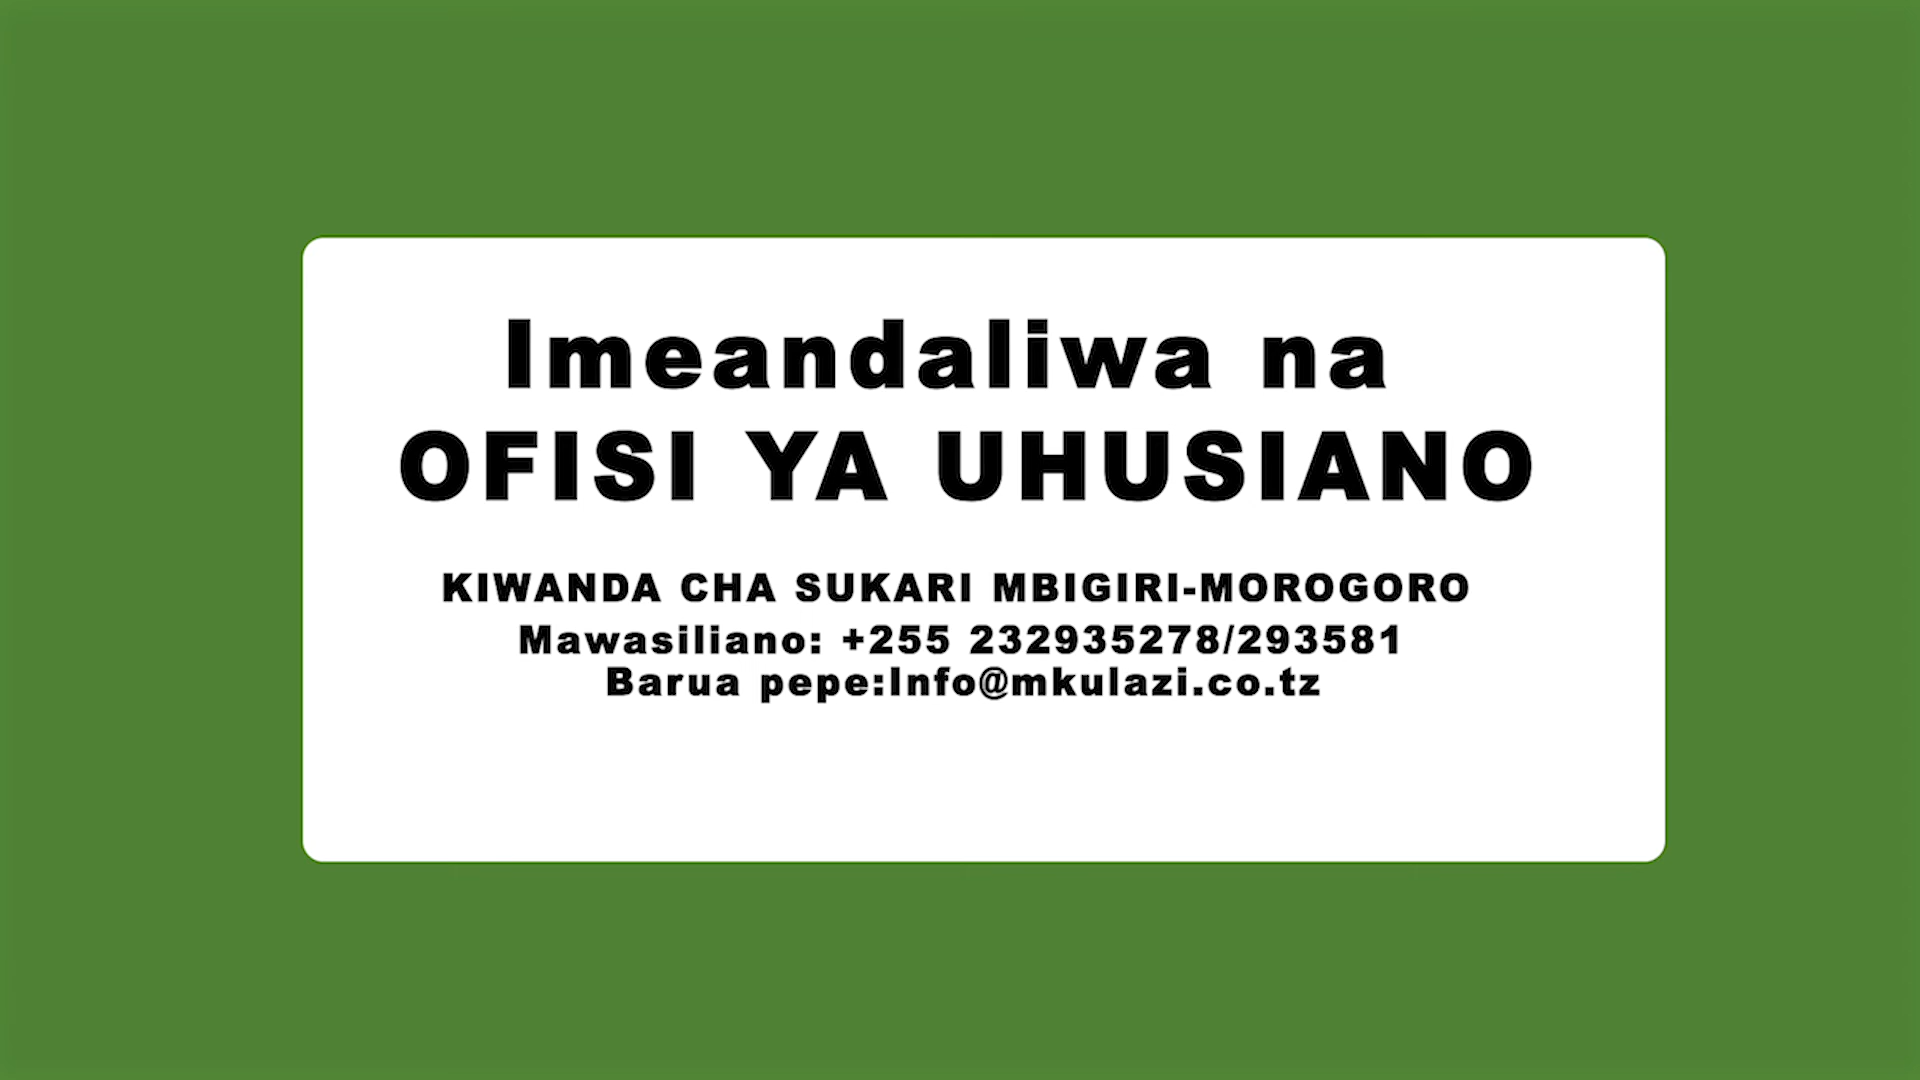 Imeandaliwa na
OFISI YA UHUSIANO
KIWANDA CHA SUKARI MBIGIRI-MOROGORO
Mawasiliano: +255 232935278/293581
Barua pepe:Info@mkulazi.co.tz